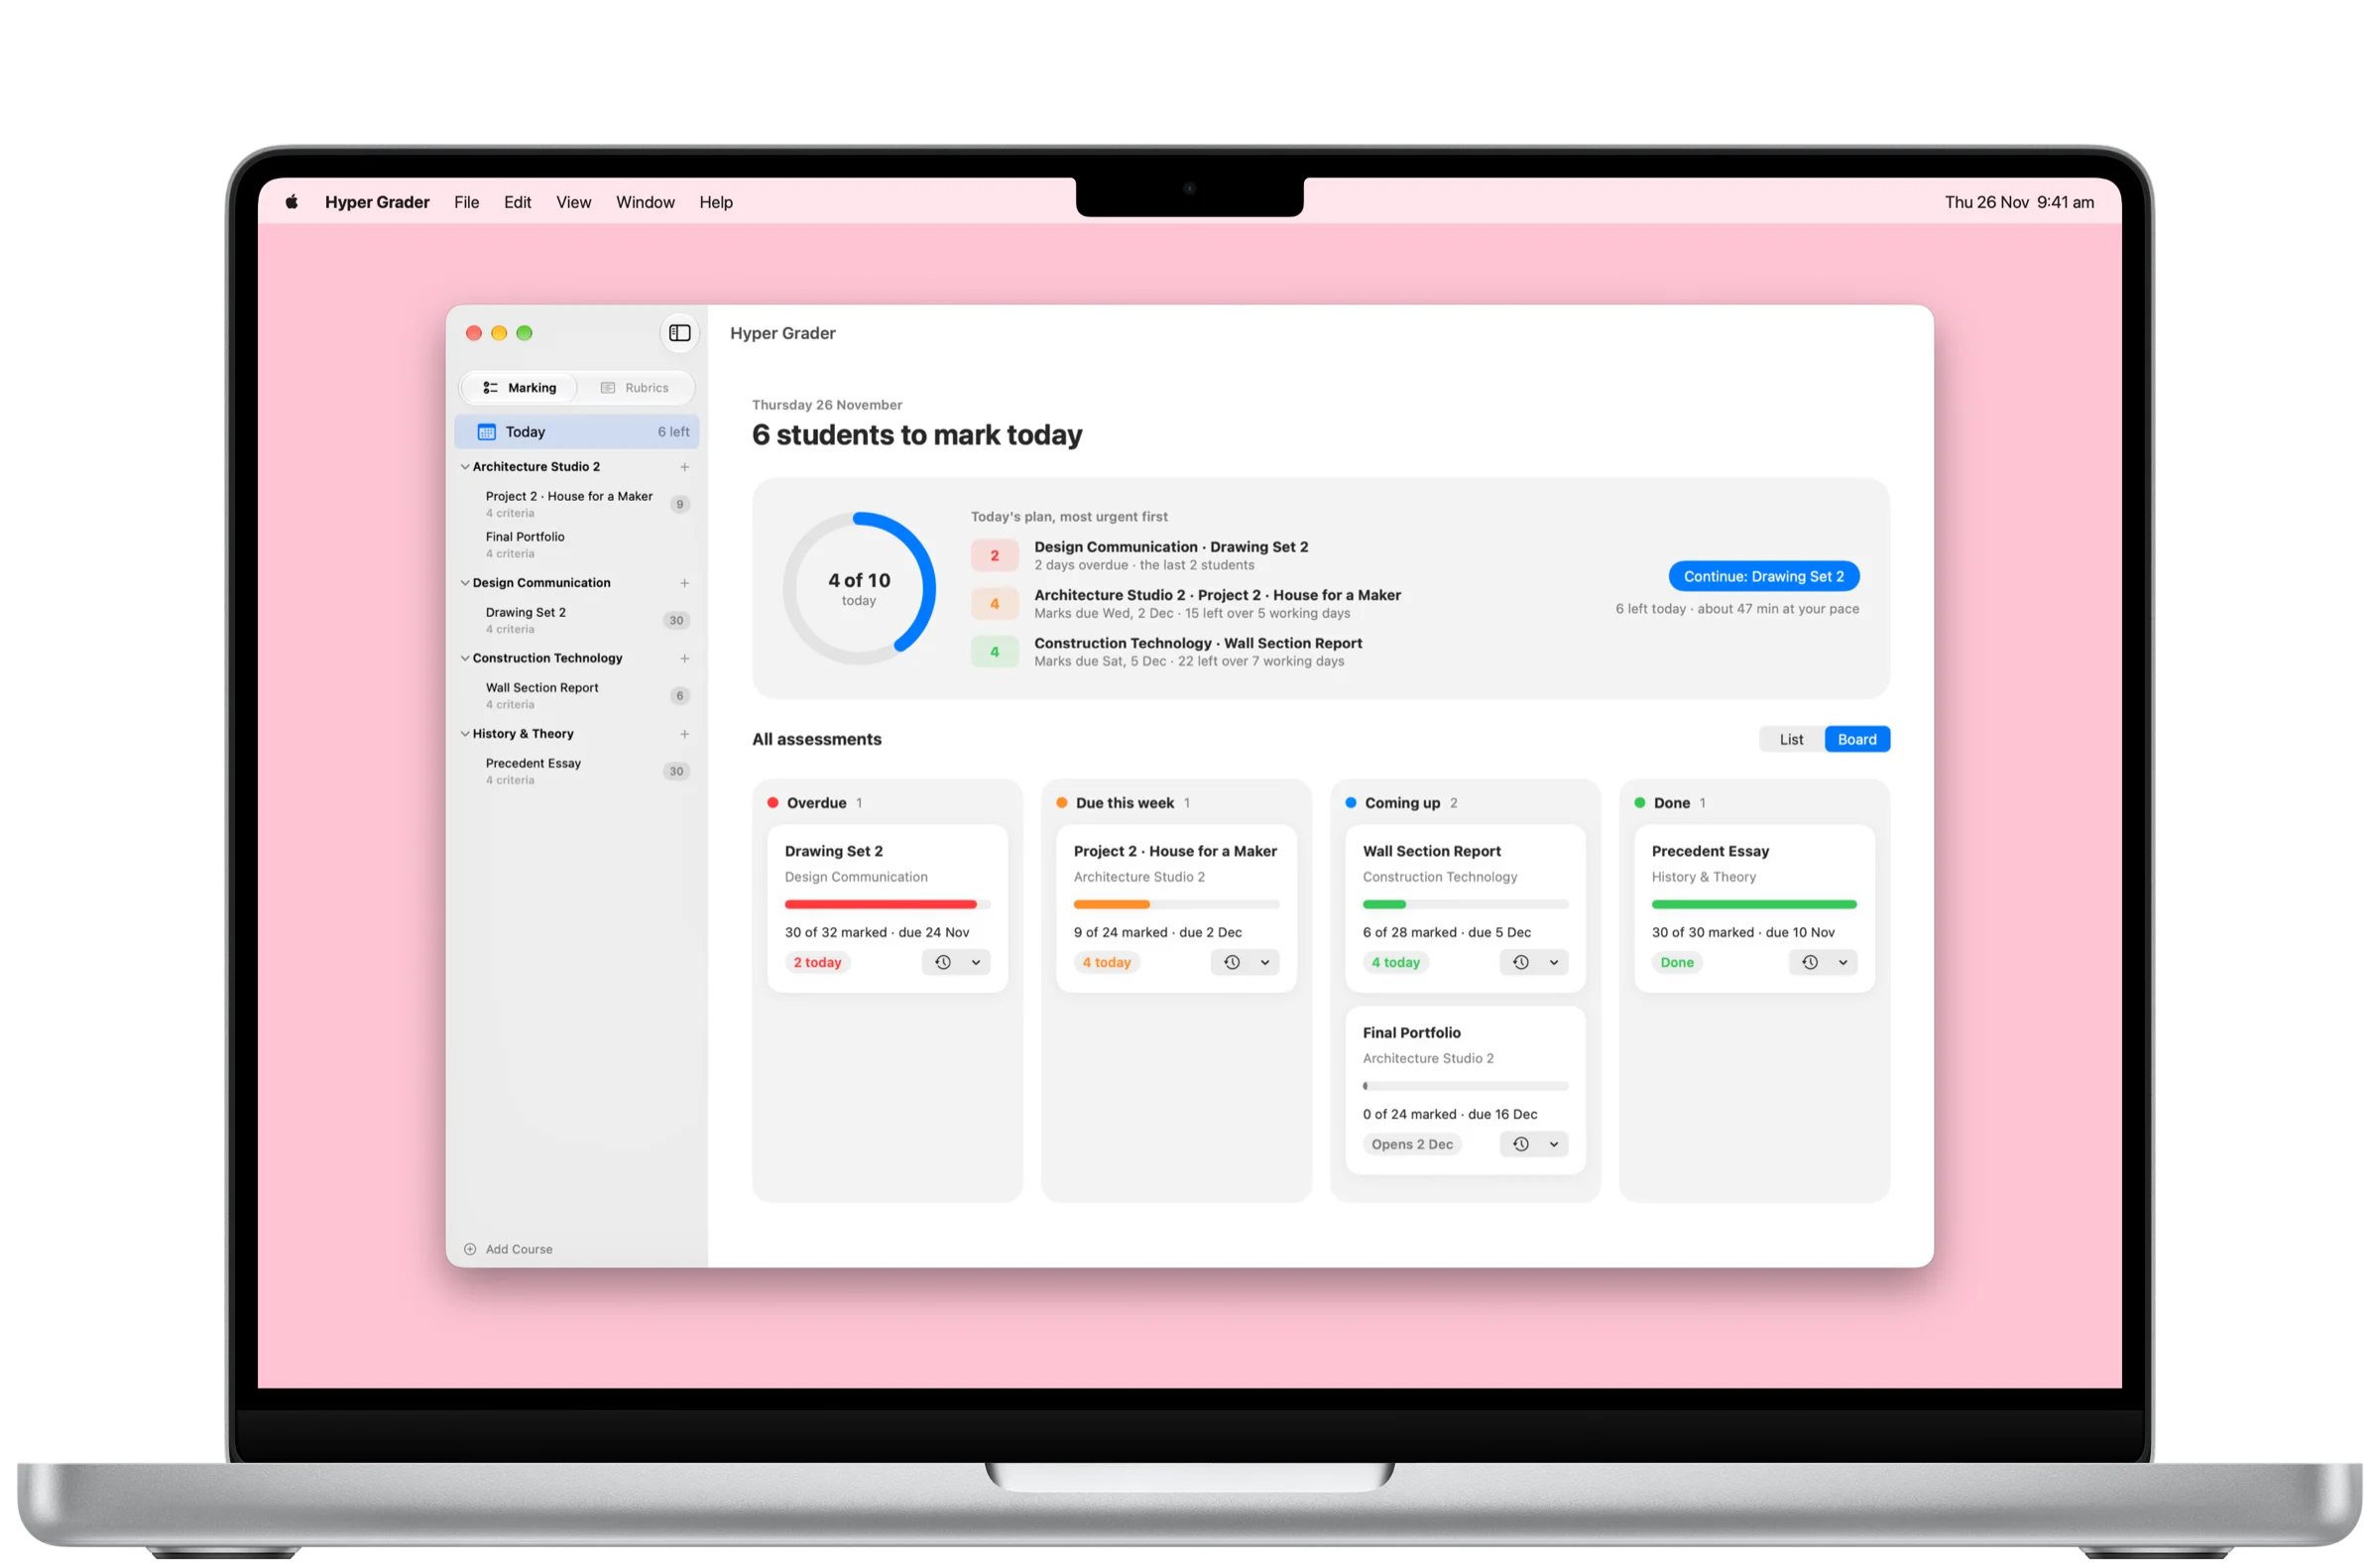 Hyper Grader File Edit View Window Help
Thu 26 Nov 9:41 am
Hyper Grader
Marking Rubrics
Today 6 left
Architecture Studio 2
Project 2 · House for a Maker
4 criteria
9
Final Portfolio
4 criteria
Design Communication
Drawing Set 2
4 criteria
30
Construction Technology
Wall Section Report
4 criteria
6
History & Theory
Precedent Essay
4 criteria
30
Add Course
Thursday 26 November
6 students to mark today
4 of 10
today
Today's plan, most urgent first
2
Design Communication · Drawing Set 2
2 days overdue · the last 2 students
4
Architecture Studio 2 · Project 2 · House for a Maker
Marks due Wed, 2 Dec · 15 left over 5 working days
4
Construction Technology · Wall Section Report
Marks due Sat, 5 Dec · 22 left over 7 working days
Continue: Drawing Set 2
6 left today · about 47 min at your pace
All assessments
List Board
Overdue 1
Drawing Set 2
Design Communication
30 of 32 marked · due 24 Nov
2 today
Due this week 1
Project 2 · House for a Maker
Architecture Studio 2
9 of 24 marked · due 2 Dec
4 today
Coming up 2
Wall Section Report
Construction Technology
6 of 28 marked · due 5 Dec
4 today
Final Portfolio
Architecture Studio 2
0 of 24 marked · due 16 Dec
Opens 2 Dec
Done 1
Precedent Essay
History & Theory
30 of 30 marked · due 10 Nov
Done